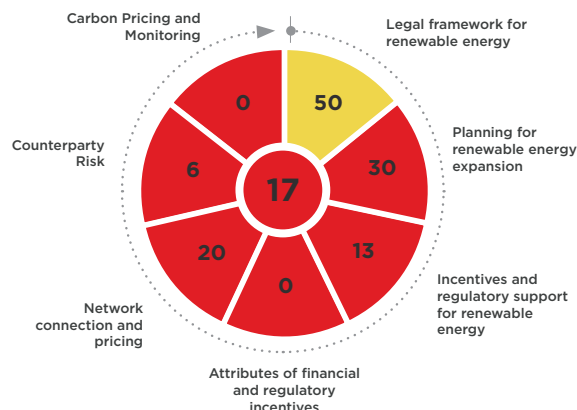 Carbon Pricing and
Monitoring
0
Legal framework for
renewable energy
50
Planning for
renewable energy
expansion
30
Incentives and
regulatory support
for renewable
energy
13
Attributes of financial
and regulatory
incentives
0
Network
connection and
pricing
20
Counterparty
Risk
6
17